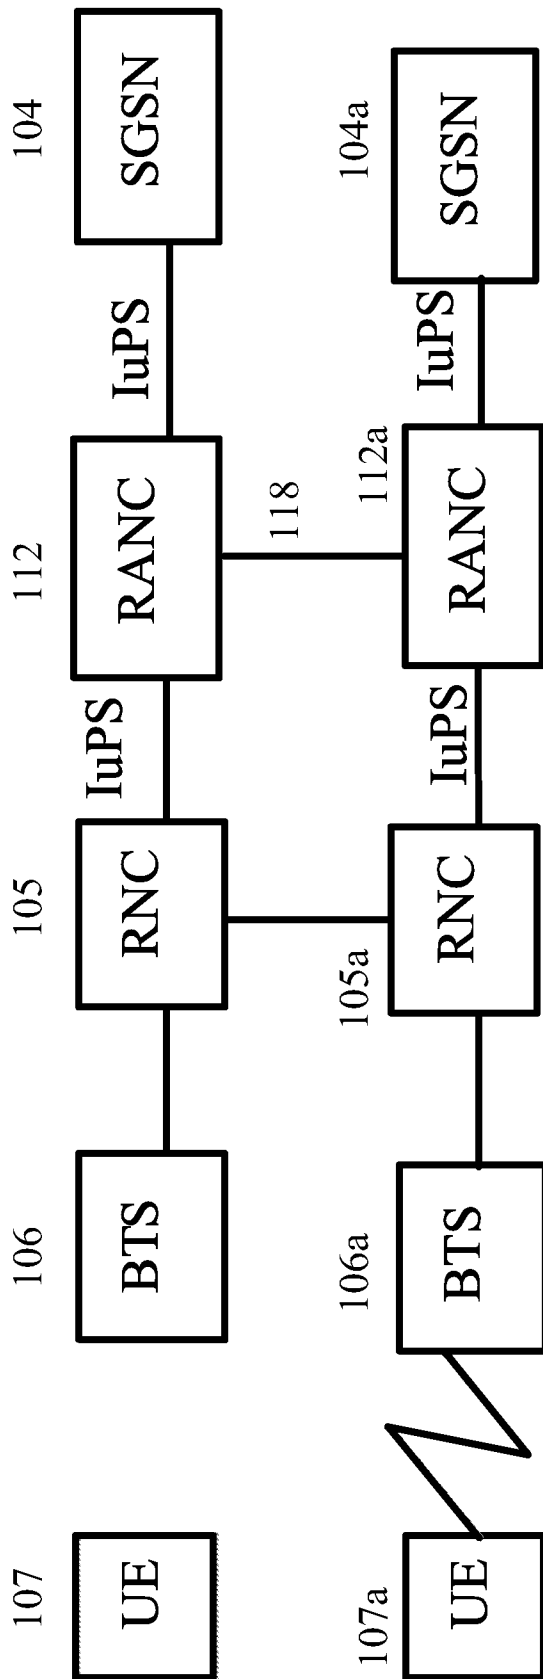 107
106
105
112
104
UE
BTS
RNC
IuPS
RANC
IuPS
SGSN
118
107a
106a
105a
112a
104a
UE
BTS
RNC
IuPS
RANC
IuPS
SGSN